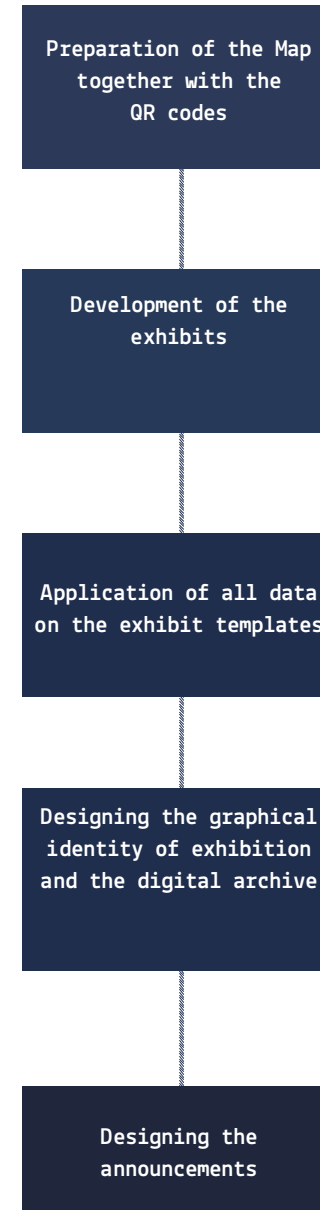 Preparation of the Map
together with the
QR codes
Development of the
exhibits
Application of all data
on the exhibit templates
Designing the graphical
identity of exhibition
and the digital archive
Designing the
announcements